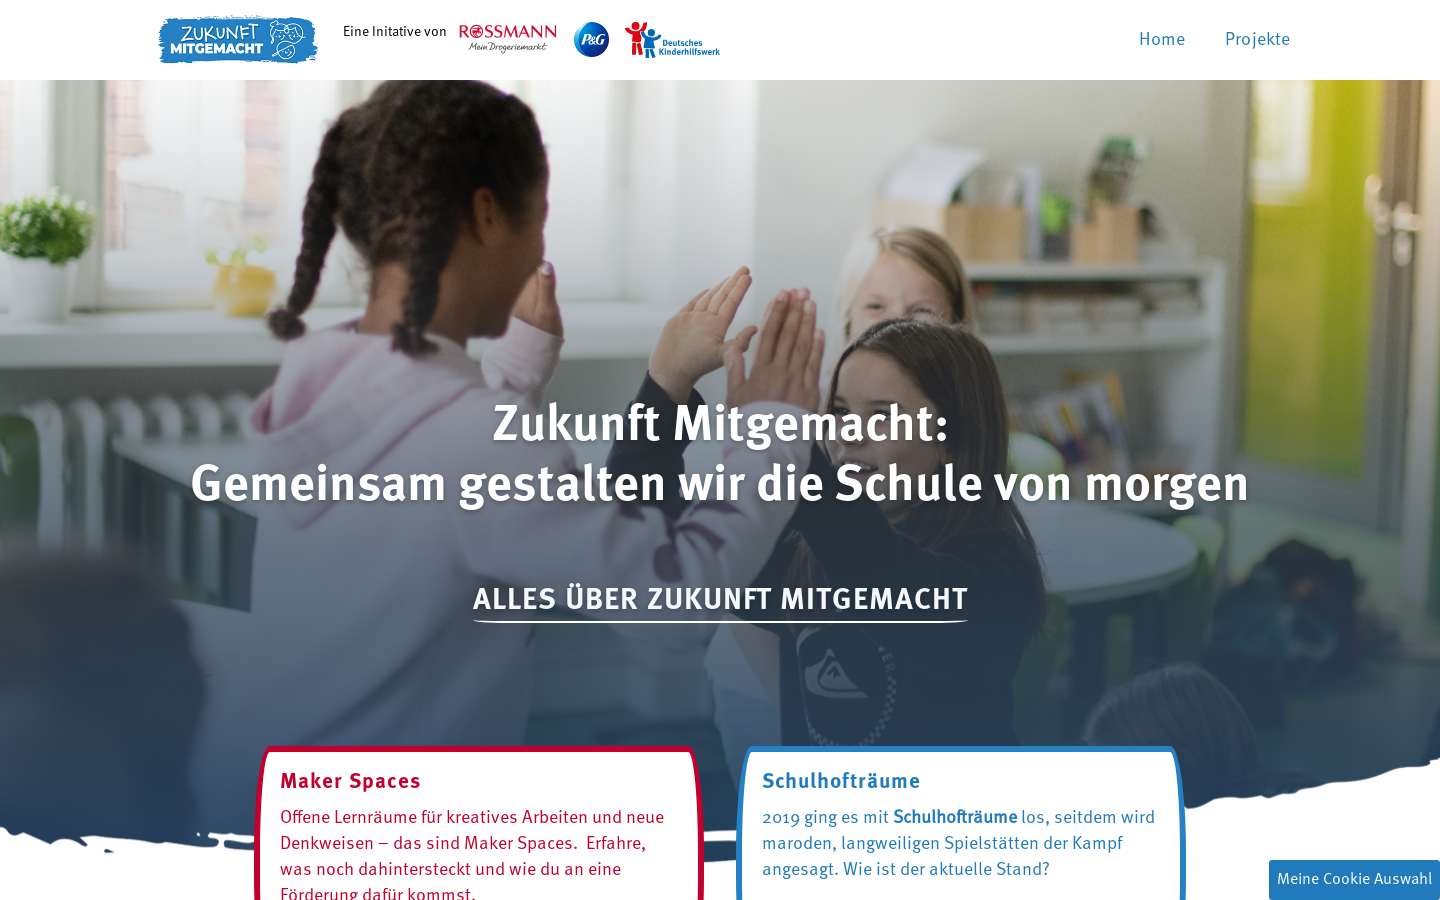 ZUKUNFT
MITGEMACHT
Eine Initative von
ROSSMANN
Mein Drogeriemarkt
P&G
Deutsches
Kinderhilfswerk
Home
Projekte
Zukunft Mitgemacht:
Gemeinsam gestalten wir die Schule von morgen
ALLES ÜBER ZUKUNFT MITGEMACHT
Maker Spaces
Offene Lernräume für kreatives Arbeiten und neue
Denkweisen – das sind Maker Spaces. Erfahre,
was noch dahintersteckt und wie du an eine
Förderung dafür kommst.
Schulhofträume
2019 ging es mit Schulhofträume los, seitdem wird
maroden, langweiligen Spielstätten der Kampf
angesagt. Wie ist der aktuelle Stand?
Meine Cookie Auswahl